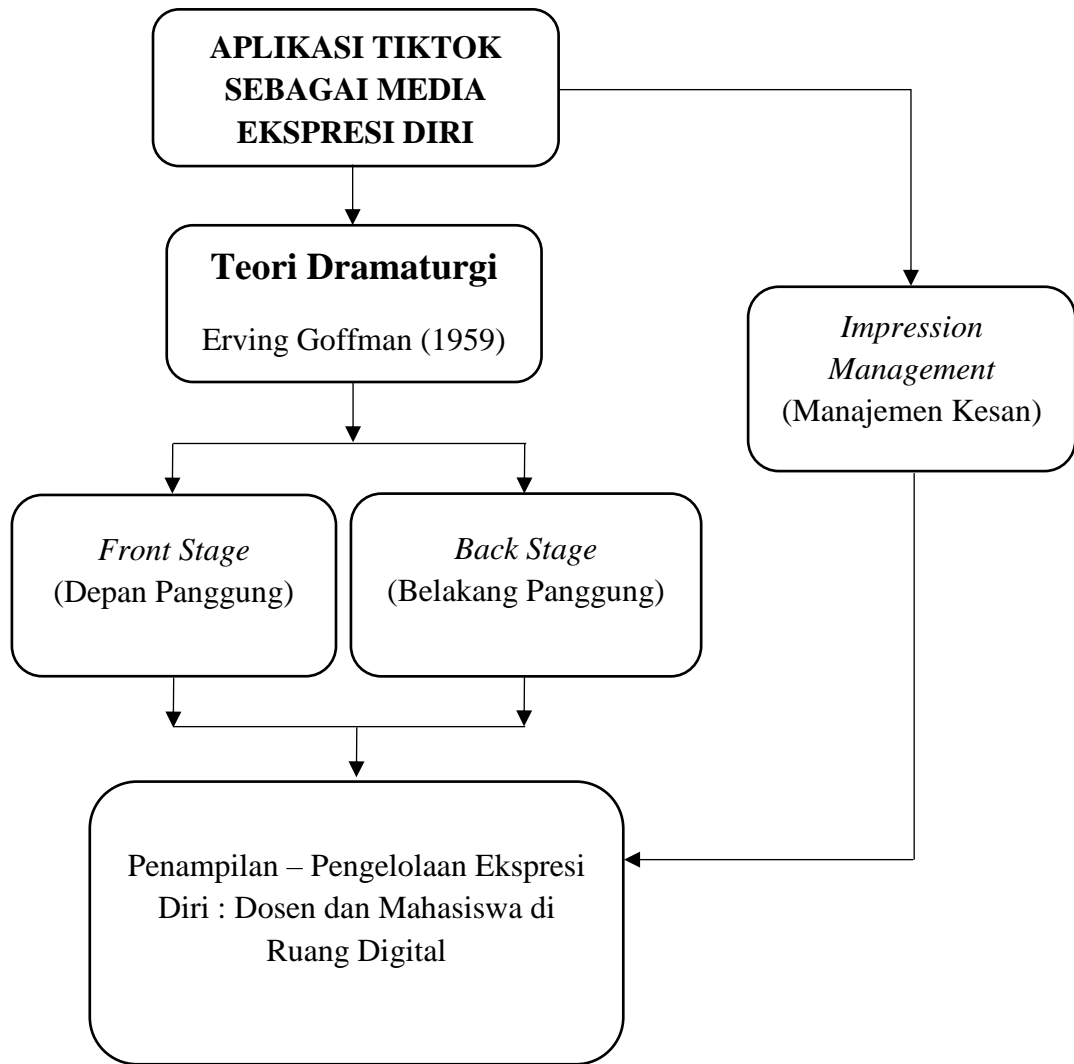 APLIKASI TIKTOK
SEBAGAI MEDIA
EKSPRESI DIRI
Teori Dramaturgi
Erving Goffman (1959)
Impression
Management
(Manajemen Kesan)
Front Stage
(Depan Panggung)
Back Stage
(Belakang Panggung)
Penampilan – Pengelolaan Ekspresi
Diri : Dosen dan Mahasiswa di
Ruang Digital